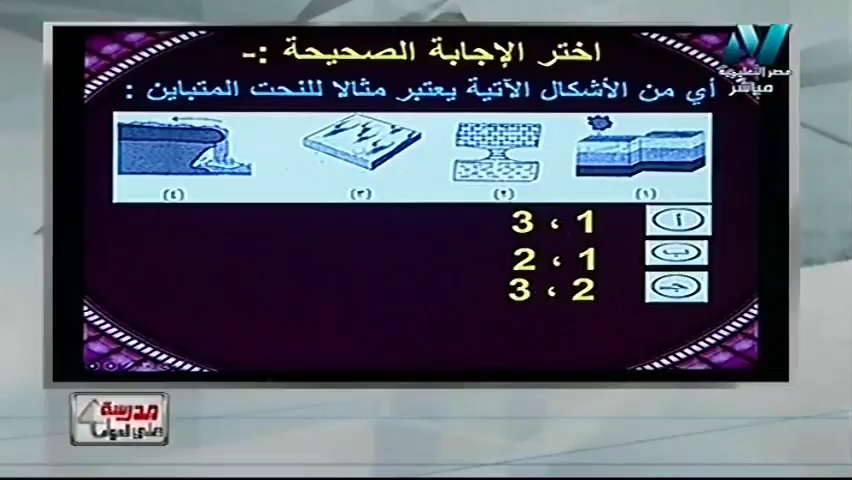 اختر الإجابة الصحيحة :-
أي من الأشكال الآتية يعتبر مثالا للنحت المتباين :
(١) (٢) (٣) (٤)
أ 1 ، 3
ب 1 ، 2
جـ 2 ، 3
مصر التعليمية
مباشر
مدرسة
على الهواء